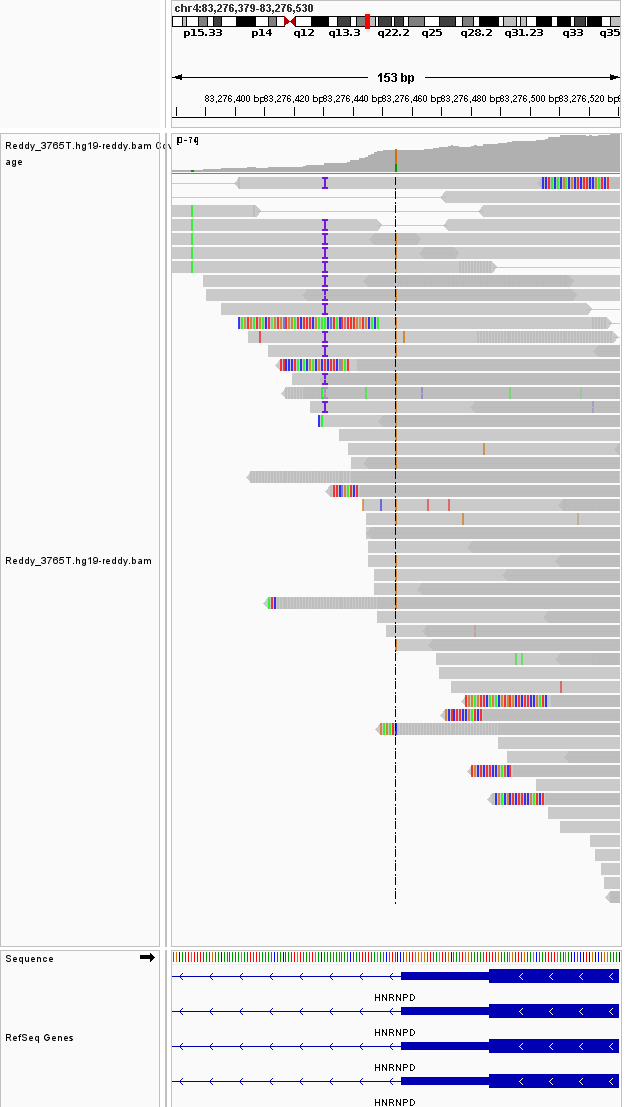 chr4:83,276,379-83,276,530
p15.33 p14 q12 q13.3 q22.2 q25 q28.2 q31.23 q33 q35
153 bp
83,276,400 bp 83,276,420 bp 83,276,440 bp 83,276,460 bp 83,276,480 bp 83,276,500 bp 83,276,520 bp
Reddy_3765T.hg19-reddy.bam Cov
age
[0-74]
Reddy_3765T.hg19-reddy.bam
Sequence
HNRNPD
HNRNPD
RefSeq Genes
HNRNPD
HNRNPD